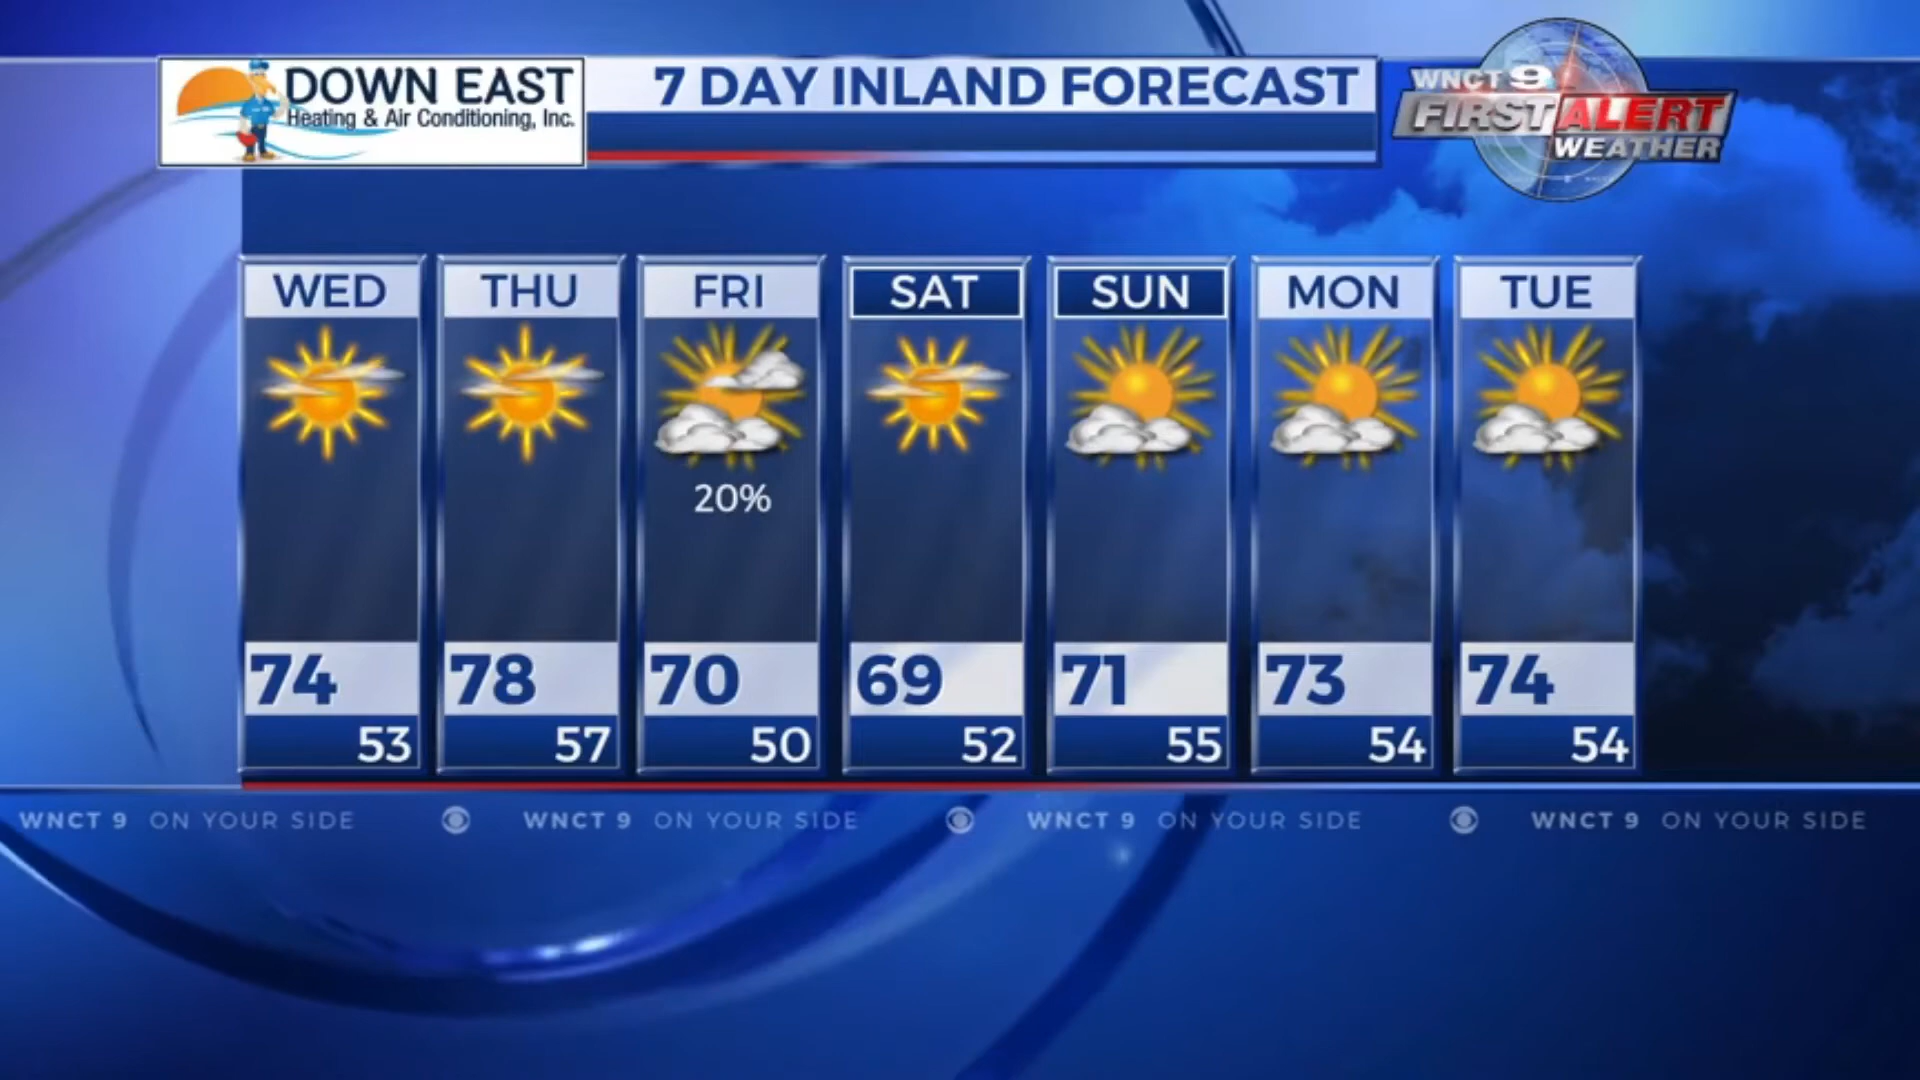 DOWN EAST
Heating & Air Conditioning, Inc.
7 DAY INLAND FORECAST
WNCT 9
FIRST ALERT
WEATHER
WED THU FRI SAT SUN MON TUE
20%
74 78 70 69 71 73 74
53 57 50 52 55 54 54
WNCT 9 ON YOUR SIDE WNCT 9 ON YOUR SIDE WNCT 9 ON YOUR SIDE WNCT 9 ON YOUR SIDE